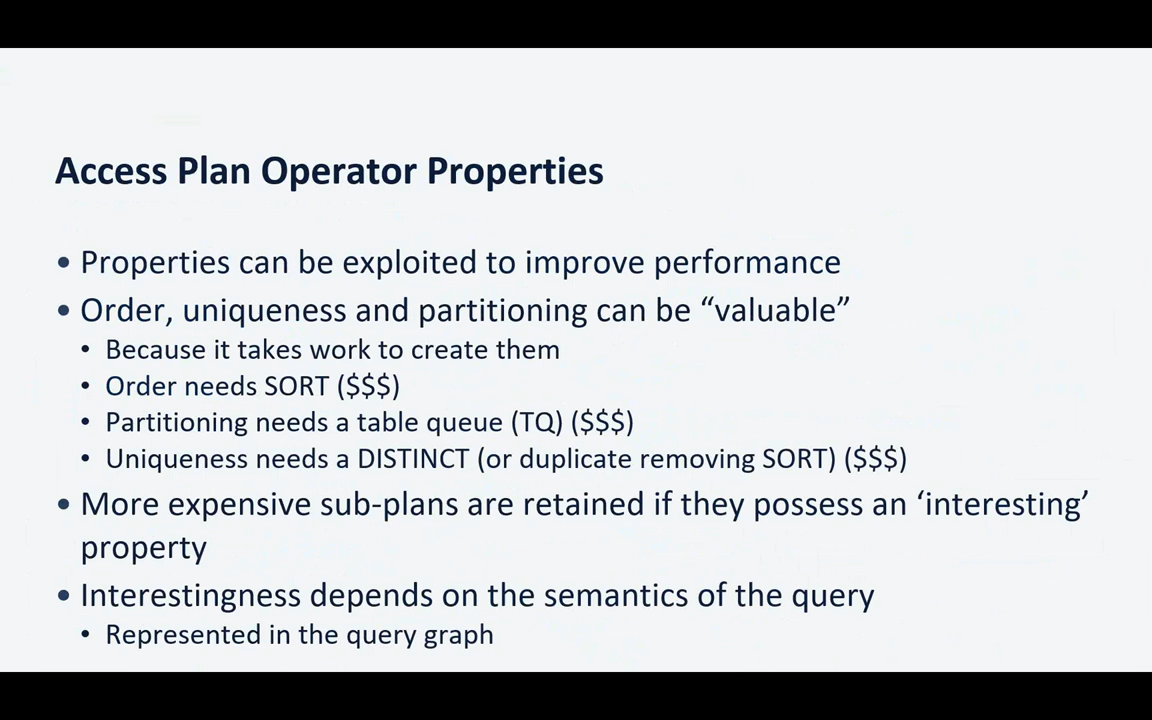 Access Plan Operator Properties
• Properties can be exploited to improve performance
• Order, uniqueness and partitioning can be “valuable”
• Because it takes work to create them
• Order needs SORT ($$$)
• Partitioning needs a table queue (TQ) ($$$)
• Uniqueness needs a DISTINCT (or duplicate removing SORT) ($$$)
• More expensive sub-plans are retained if they possess an ‘interesting’
property
• Interestingness depends on the semantics of the query
• Represented in the query graph